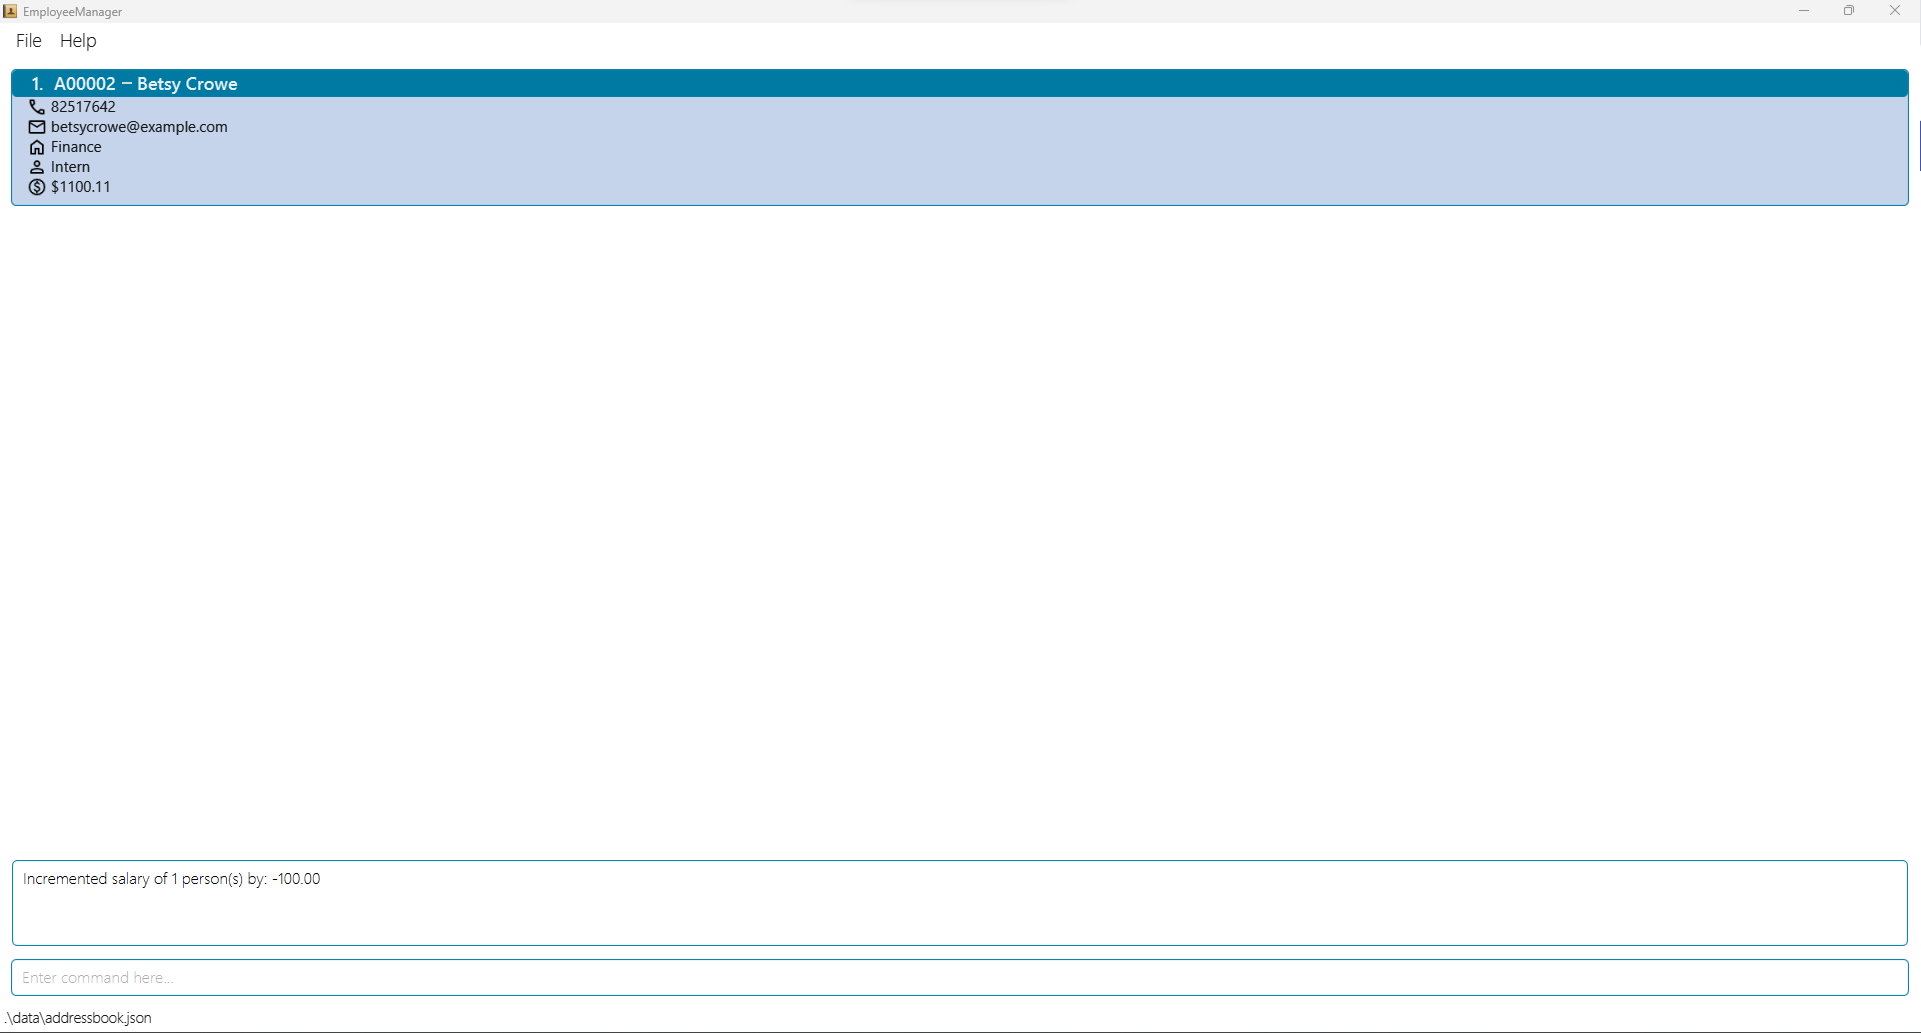 EmployeeManager
File Help
1. A00002 – Betsy Crowe
82517642
betsycrowe@example.com
Finance
Intern
$1100.11
Incremented salary of 1 person(s) by: -100.00
Enter command here...
.\data\addressbook.json